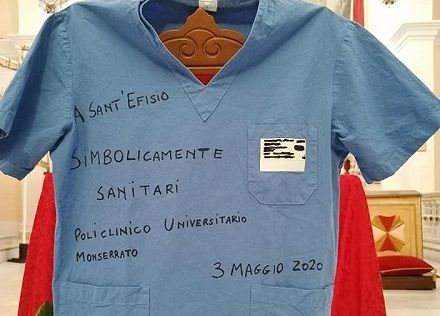 A SANT'EFISIO
SIMBOLICAMENTE
SANITARI
POLICLINICO UNIVERSITARIO
MONSERRATO
3 MAGGIO 2020